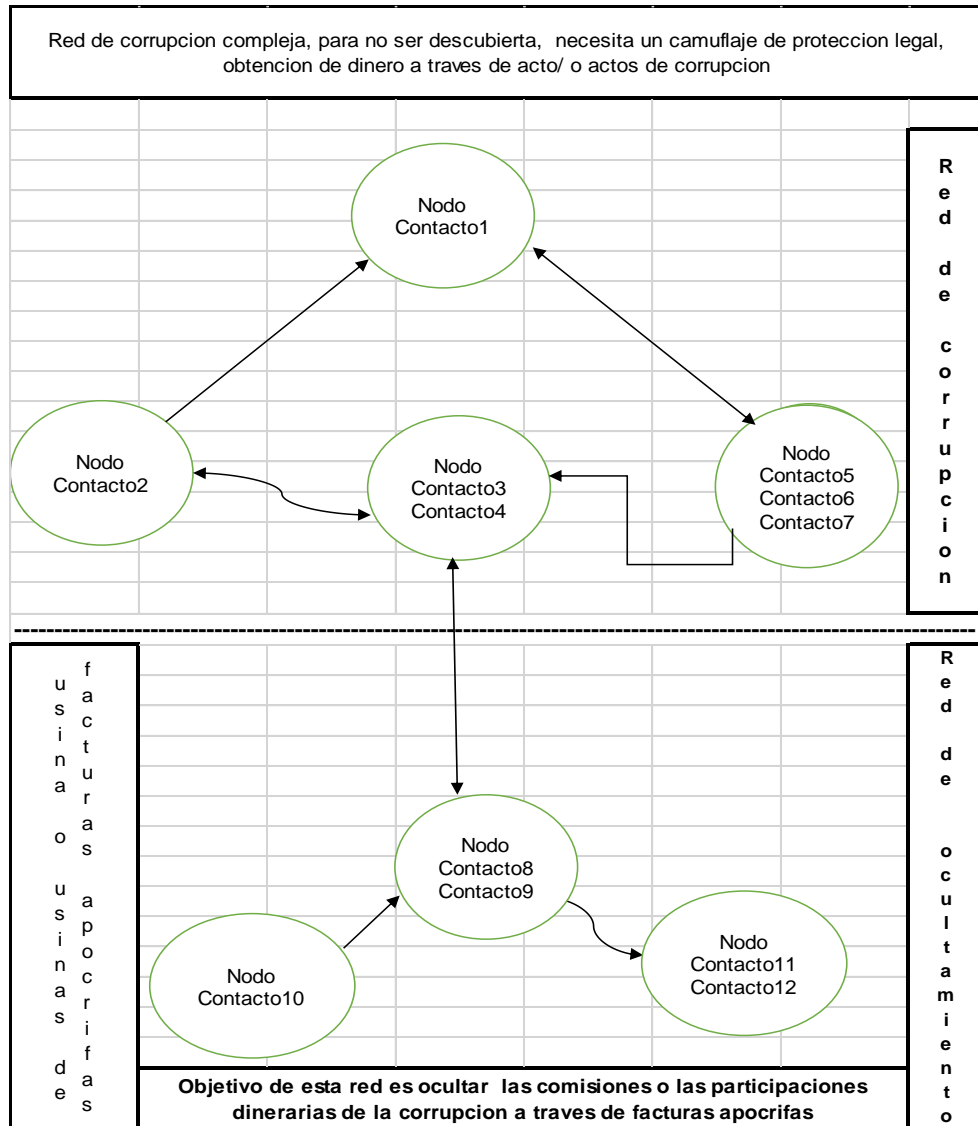 Red de corrupcion compleja, para no ser descubierta, necesita un camuflaje de proteccion legal,
obtencion de dinero a traves de acto/ o actos de corrupcion
Nodo
Contacto1
Red de corrupcion
Nodo
Contacto2
Nodo
Contacto3
Contacto4
Nodo
Contacto5
Contacto6
Contacto7
usina o usinas de
facturas apocrifas
Nodo
Contacto8
Contacto9
Nodo
Contacto10
Nodo
Contacto11
Contacto12
Red de ocultamiento
Objetivo de esta red es ocultar las comisiones o las participaciones
dinerarias de la corrupcion a traves de facturas apocrifas